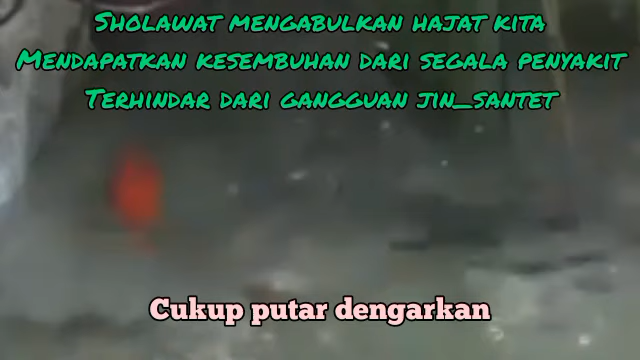 Sholawat mengabulkan hajat kita
Mendapatkan kesembuhan dari segala penyakit
Terhindar dari gangguan jin_santet
Cukup putar dengarkan